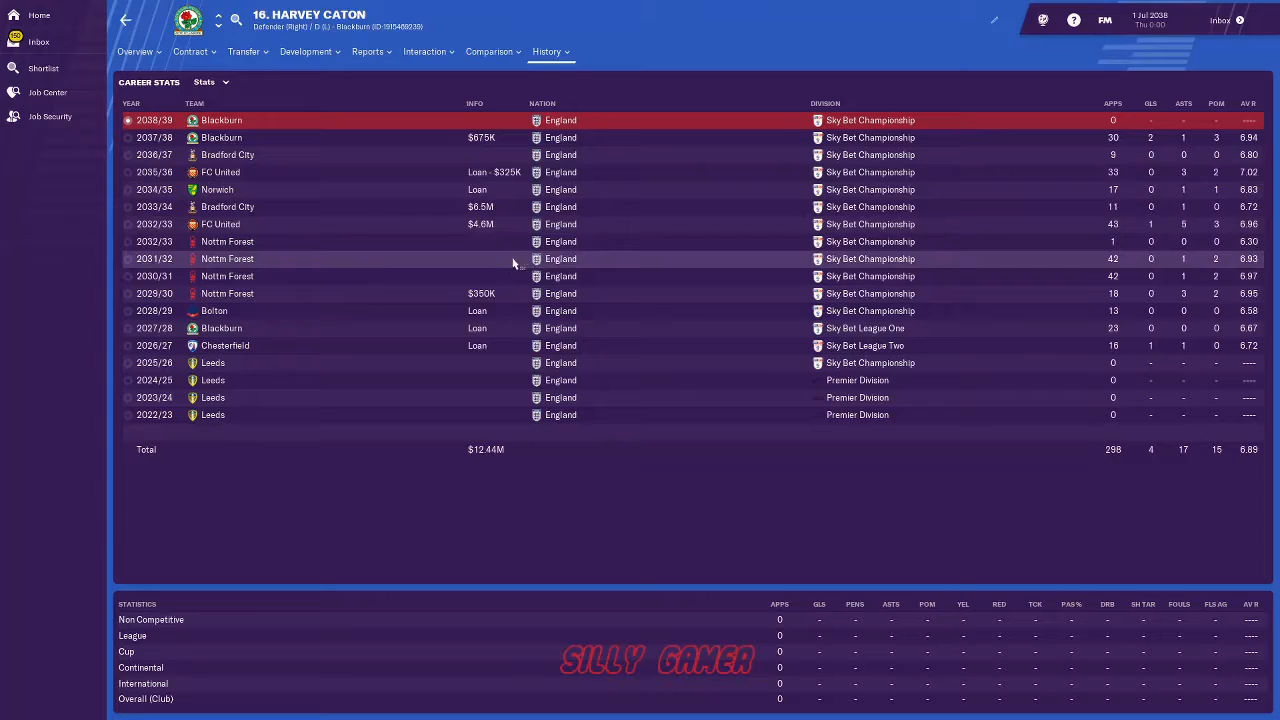 Home
150
Inbox
Shortlist
Job Center
Job Security
16. HARVEY CATON
Defender (Right) / D (L) - Blackburn (ID:1915469239)
FM
1 Jul 2038
Thu 0:00
Inbox
Overview Contract Transfer Development Reports Interaction Comparison History
CAREER STATS Stats
YEAR TEAM INFO NATION DIVISION APPS GLS ASTS POM AV R
2038/39 Blackburn England Sky Bet Championship 0 - - - ----
2037/38 Blackburn $675K England Sky Bet Championship 30 2 1 3 6.94
2036/37 Bradford City England Sky Bet Championship 9 0 0 0 6.80
2035/36 FC United Loan - $325K England Sky Bet Championship 33 0 3 2 7.02
2034/35 Norwich Loan England Sky Bet Championship 17 0 1 1 6.83
2033/34 Bradford City $6.5M England Sky Bet Championship 11 0 1 0 6.72
2032/33 FC United $4.6M England Sky Bet Championship 43 1 5 3 6.96
2032/33 Nottm Forest England Sky Bet Championship 1 0 0 0 6.30
2031/32 Nottm Forest England Sky Bet Championship 42 0 1 2 6.93
2030/31 Nottm Forest England Sky Bet Championship 42 0 1 2 6.97
2029/30 Nottm Forest $350K England Sky Bet Championship 18 0 3 2 6.95
2028/29 Bolton Loan England Sky Bet Championship 13 0 0 0 6.58
2027/28 Blackburn Loan England Sky Bet League One 23 0 0 0 6.67
2026/27 Chesterfield Loan England Sky Bet League Two 16 1 1 0 6.72
2025/26 Leeds England Sky Bet Championship 0 - - - ----
2024/25 Leeds England Premier Division 0 - - - ----
2023/24 Leeds England Premier Division 0 - - - ----
2022/23 Leeds England Premier Division 0 - - - ----
Total $12.44M 298 4 17 15 6.89
STATISTICS APPS GLS PENS ASTS POM YEL RED TCK PAS % DRB SH TAR FOULS FLS AG AV R
Non Competitive 0 - - - - - - - - - - - - ----
League 0 - - - - - - - - - - - - ----
Cup 0 - - - - - - - - - - - - ----
Continental 0 - - - - - - - - - - - - ----
International 0 - - - - - - - - - - - - ----
Overall (Club) 0 - - - - - - - - - - - - ----
SILLY GAMER